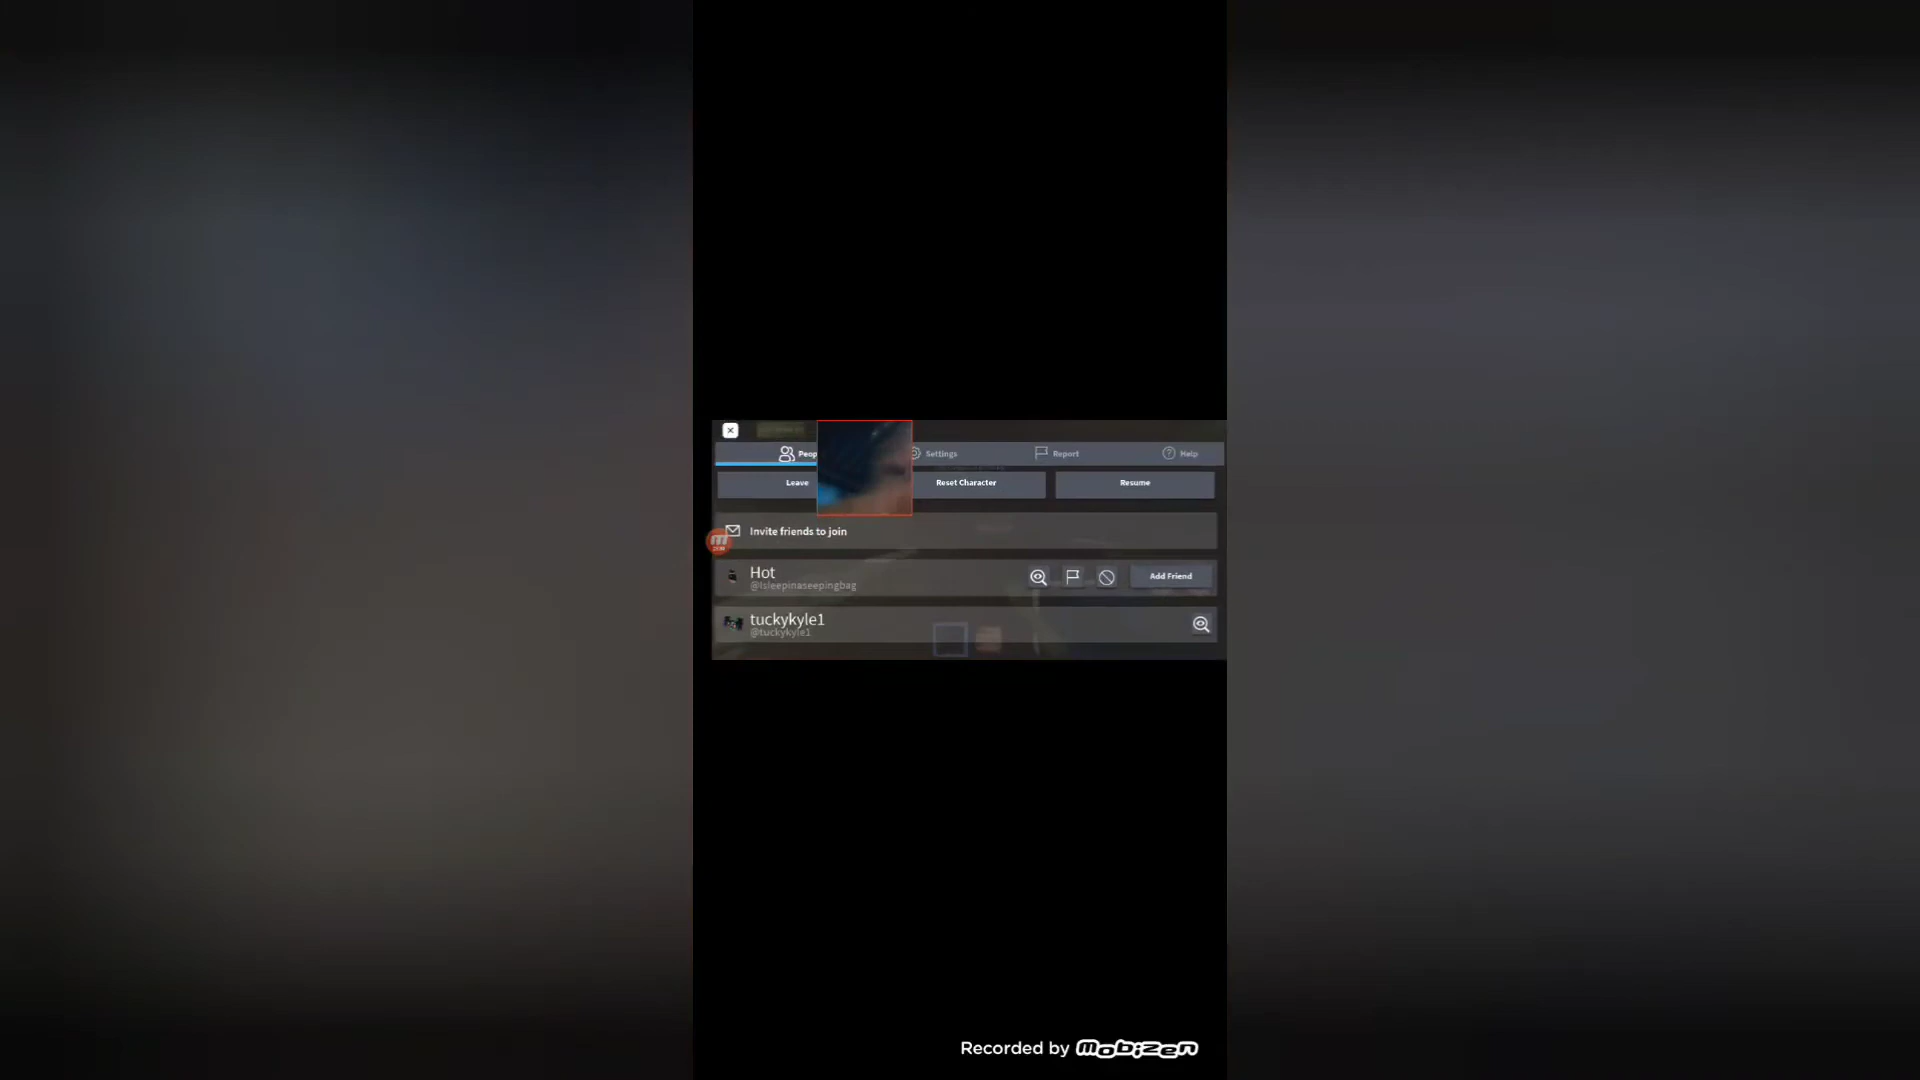 Peop
Settings
Report
Help
Leave
Reset Character
Resume
Invite friends to join
Hot
@Isleepinaseepingbag
Add Friend
tuckykyle1
@tuckykyle1
Recorded by Mobizen